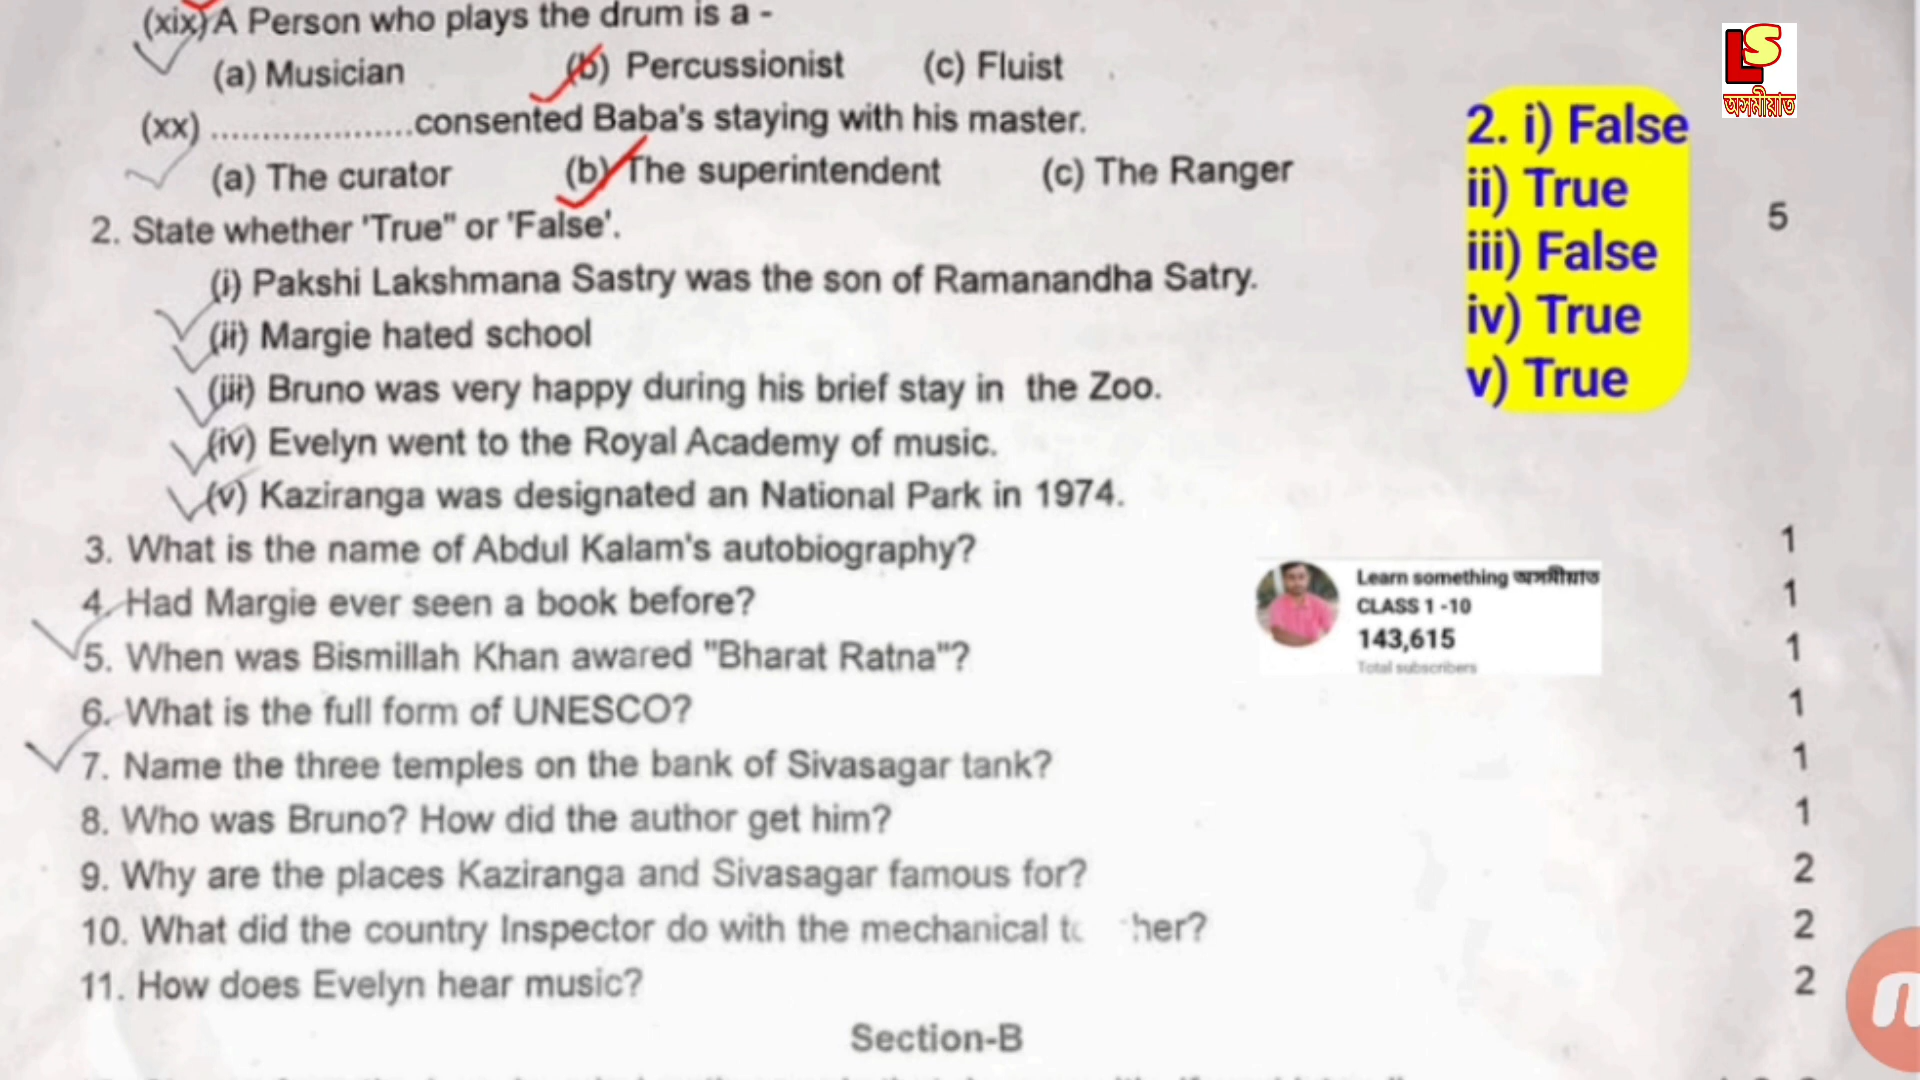 (xix) A Person who plays the drum is a -
(a) Musician (b) Percussionist (c) Fluist
(xx) ...................consented Baba's staying with his master.
(a) The curator (b) The superintendent (c) The Ranger
2. State whether 'True" or 'False'. 5
(i) Pakshi Lakshmana Sastry was the son of Ramanandha Satry.
(ii) Margie hated school
(iii) Bruno was very happy during his brief stay in the Zoo.
(iv) Evelyn went to the Royal Academy of music.
(v) Kaziranga was designated an National Park in 1974.
3. What is the name of Abdul Kalam's autobiography? 1
4. Had Margie ever seen a book before? 1
5. When was Bismillah Khan awared "Bharat Ratna"? 1
6. What is the full form of UNESCO? 1
7. Name the three temples on the bank of Sivasagar tank? 1
8. Who was Bruno? How did the author get him? 1
9. Why are the places Kaziranga and Sivasagar famous for? 2
10. What did the country Inspector do with the mechanical 2
11. How does Evelyn hear music? 2
Section-B
LS
অসমীয়াত
2. i) False
ii) True
iii) False
iv) True
v) True
Learn something অসমীয়াত
CLASS 1 -10
143,615
Total subscribers